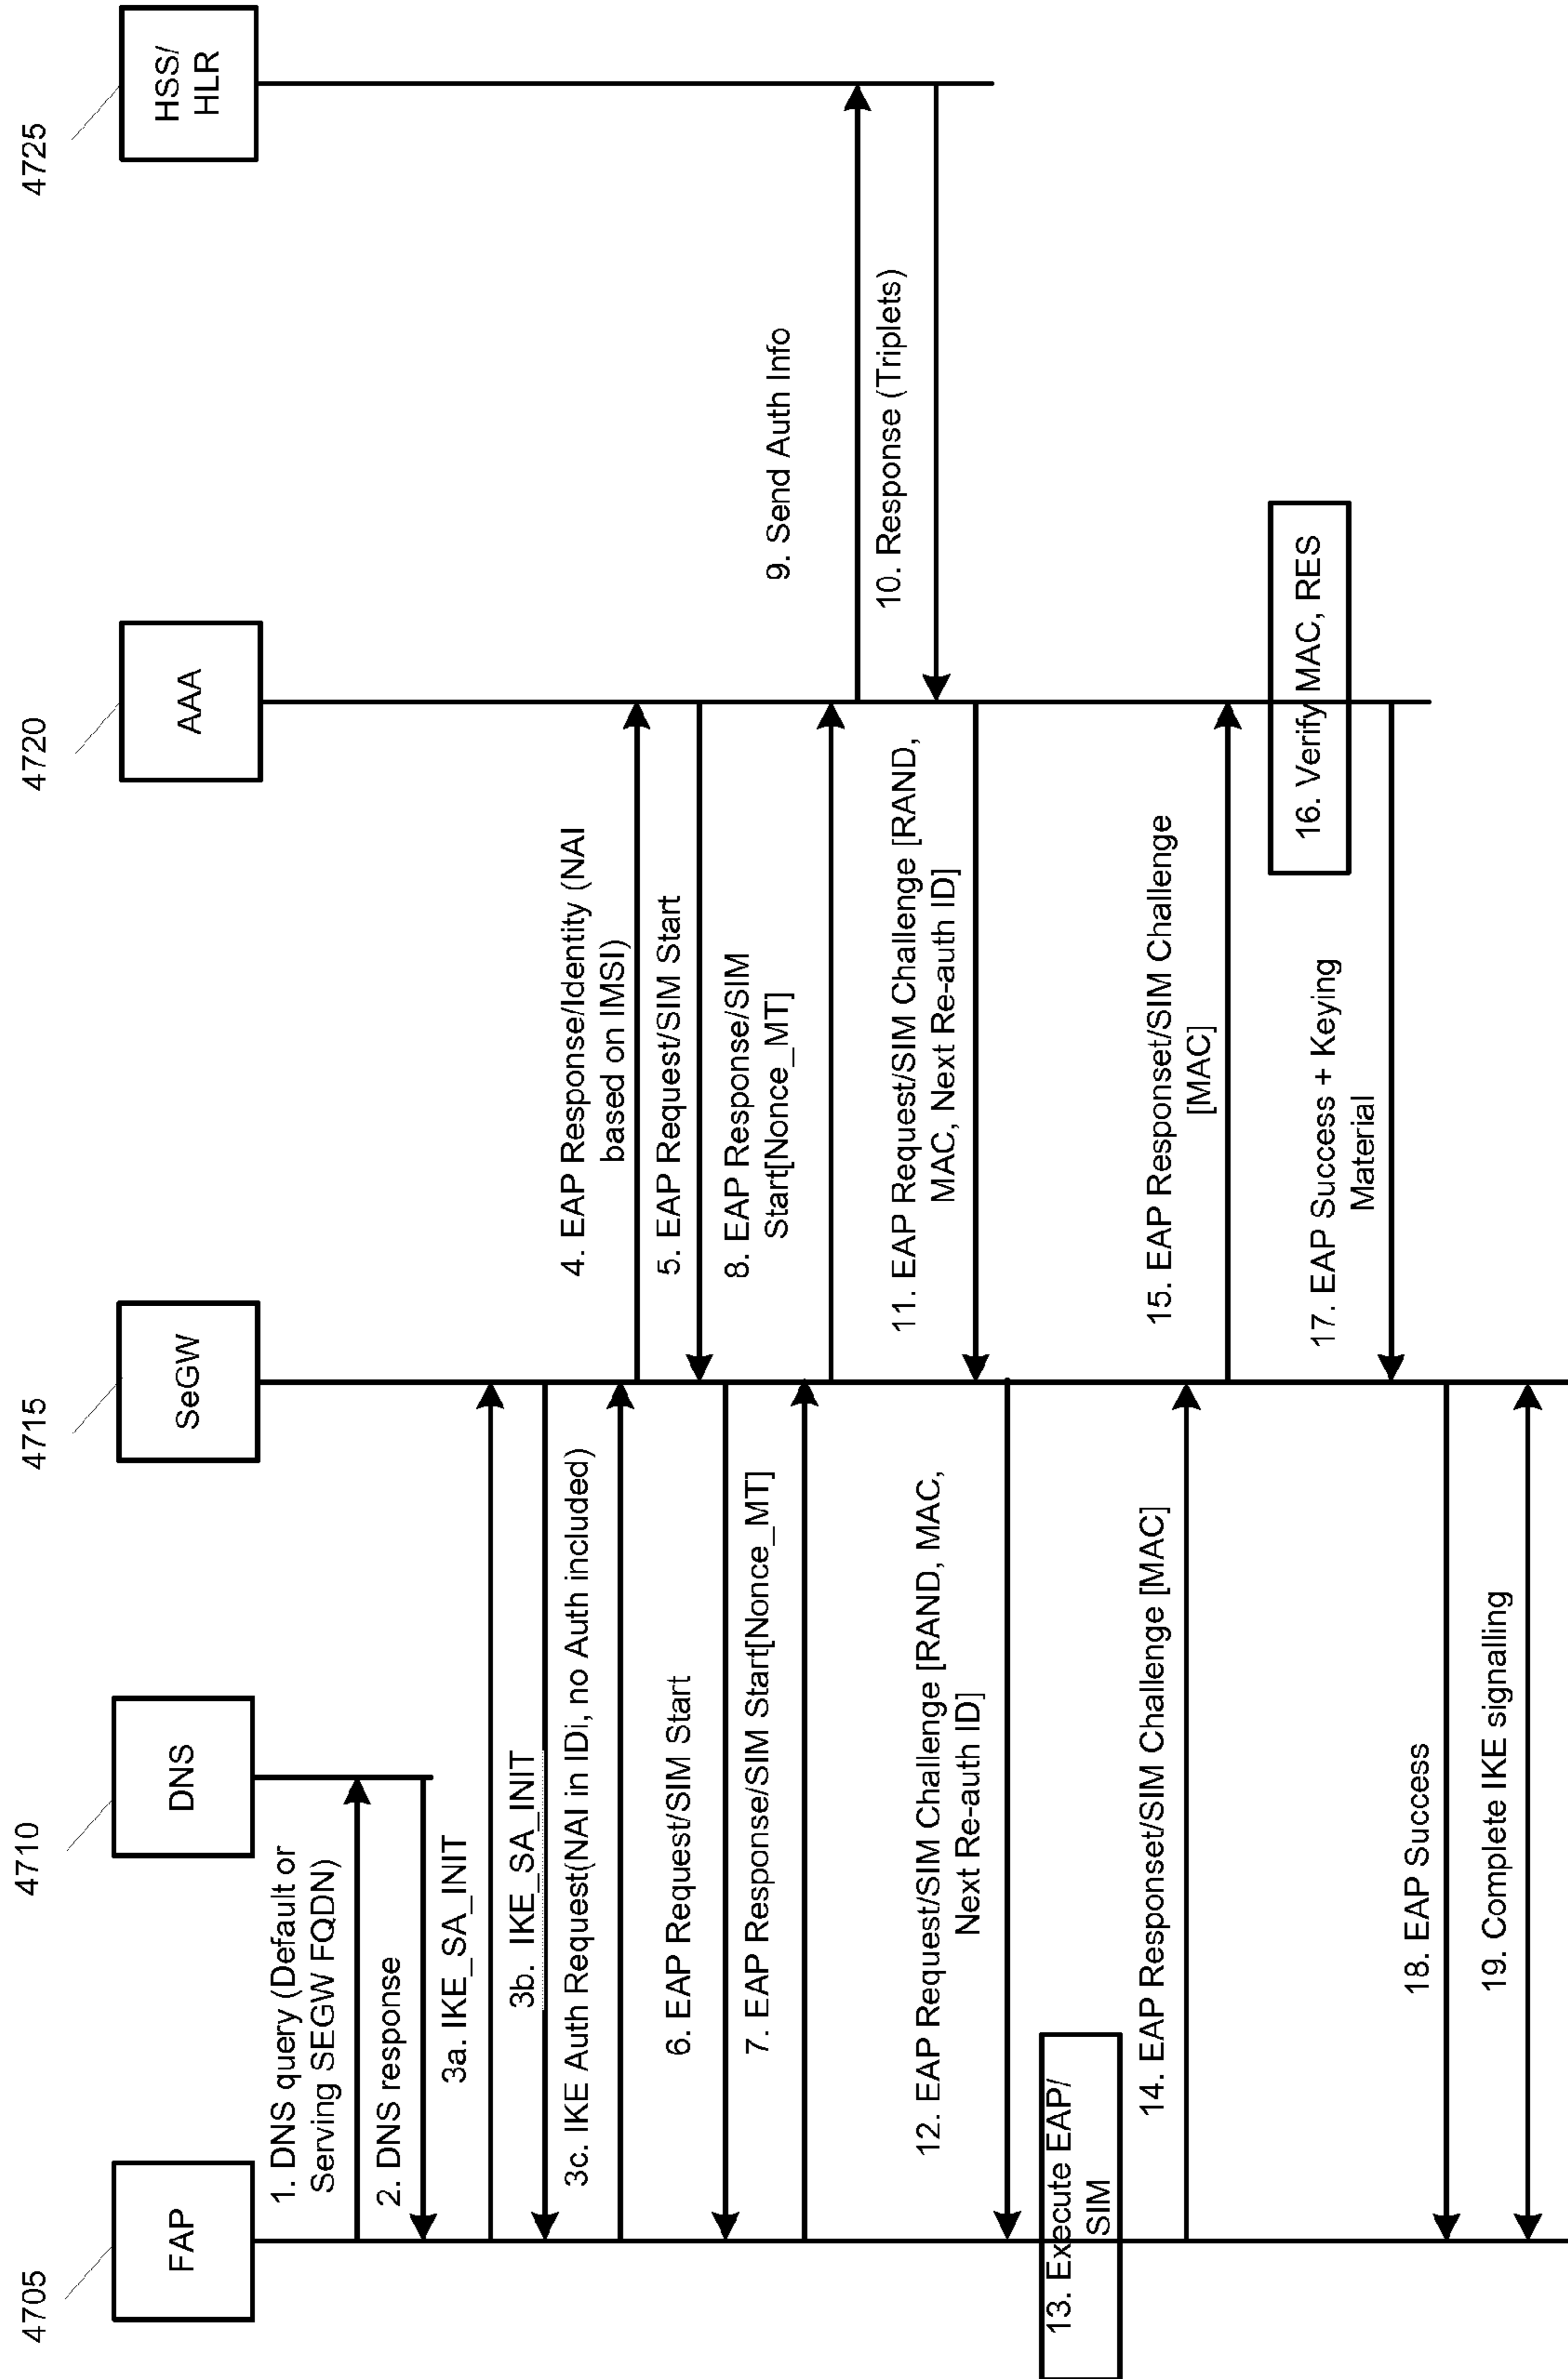 4705
4710
4715
4720
4725
FAP
DNS
SeGW
AAA
HSS/
HLR
1. DNS query (Default or
Serving SEGW FQDN)
2. DNS response
3a. IKE_SA_INIT
3b. IKE_SA_INIT
3c. IKE Auth Request(NAI in IDi, no Auth included)
4. EAP Response/Identity (NAI
based on IMSI)
5. EAP Request/SIM Start
6. EAP Request/SIM Start
7. EAP Response/SIM Start[Nonce_MT]
8. EAP Response/SIM
Start[Nonce_MT]
9. Send Auth Info
10. Response (Triplets)
11. EAP Request/SIM Challenge [RAND,
MAC, Next Re-auth ID]
12. EAP Request/SIM Challenge [RAND, MAC,
Next Re-auth ID]
13. Execute EAP/
SIM
14. EAP Responset/SIM Challenge [MAC]
15. EAP Responset/SIM Challenge
[MAC]
16. Verify MAC, RES
17. EAP Success + Keying
Material
18. EAP Success
19. Complete IKE signalling